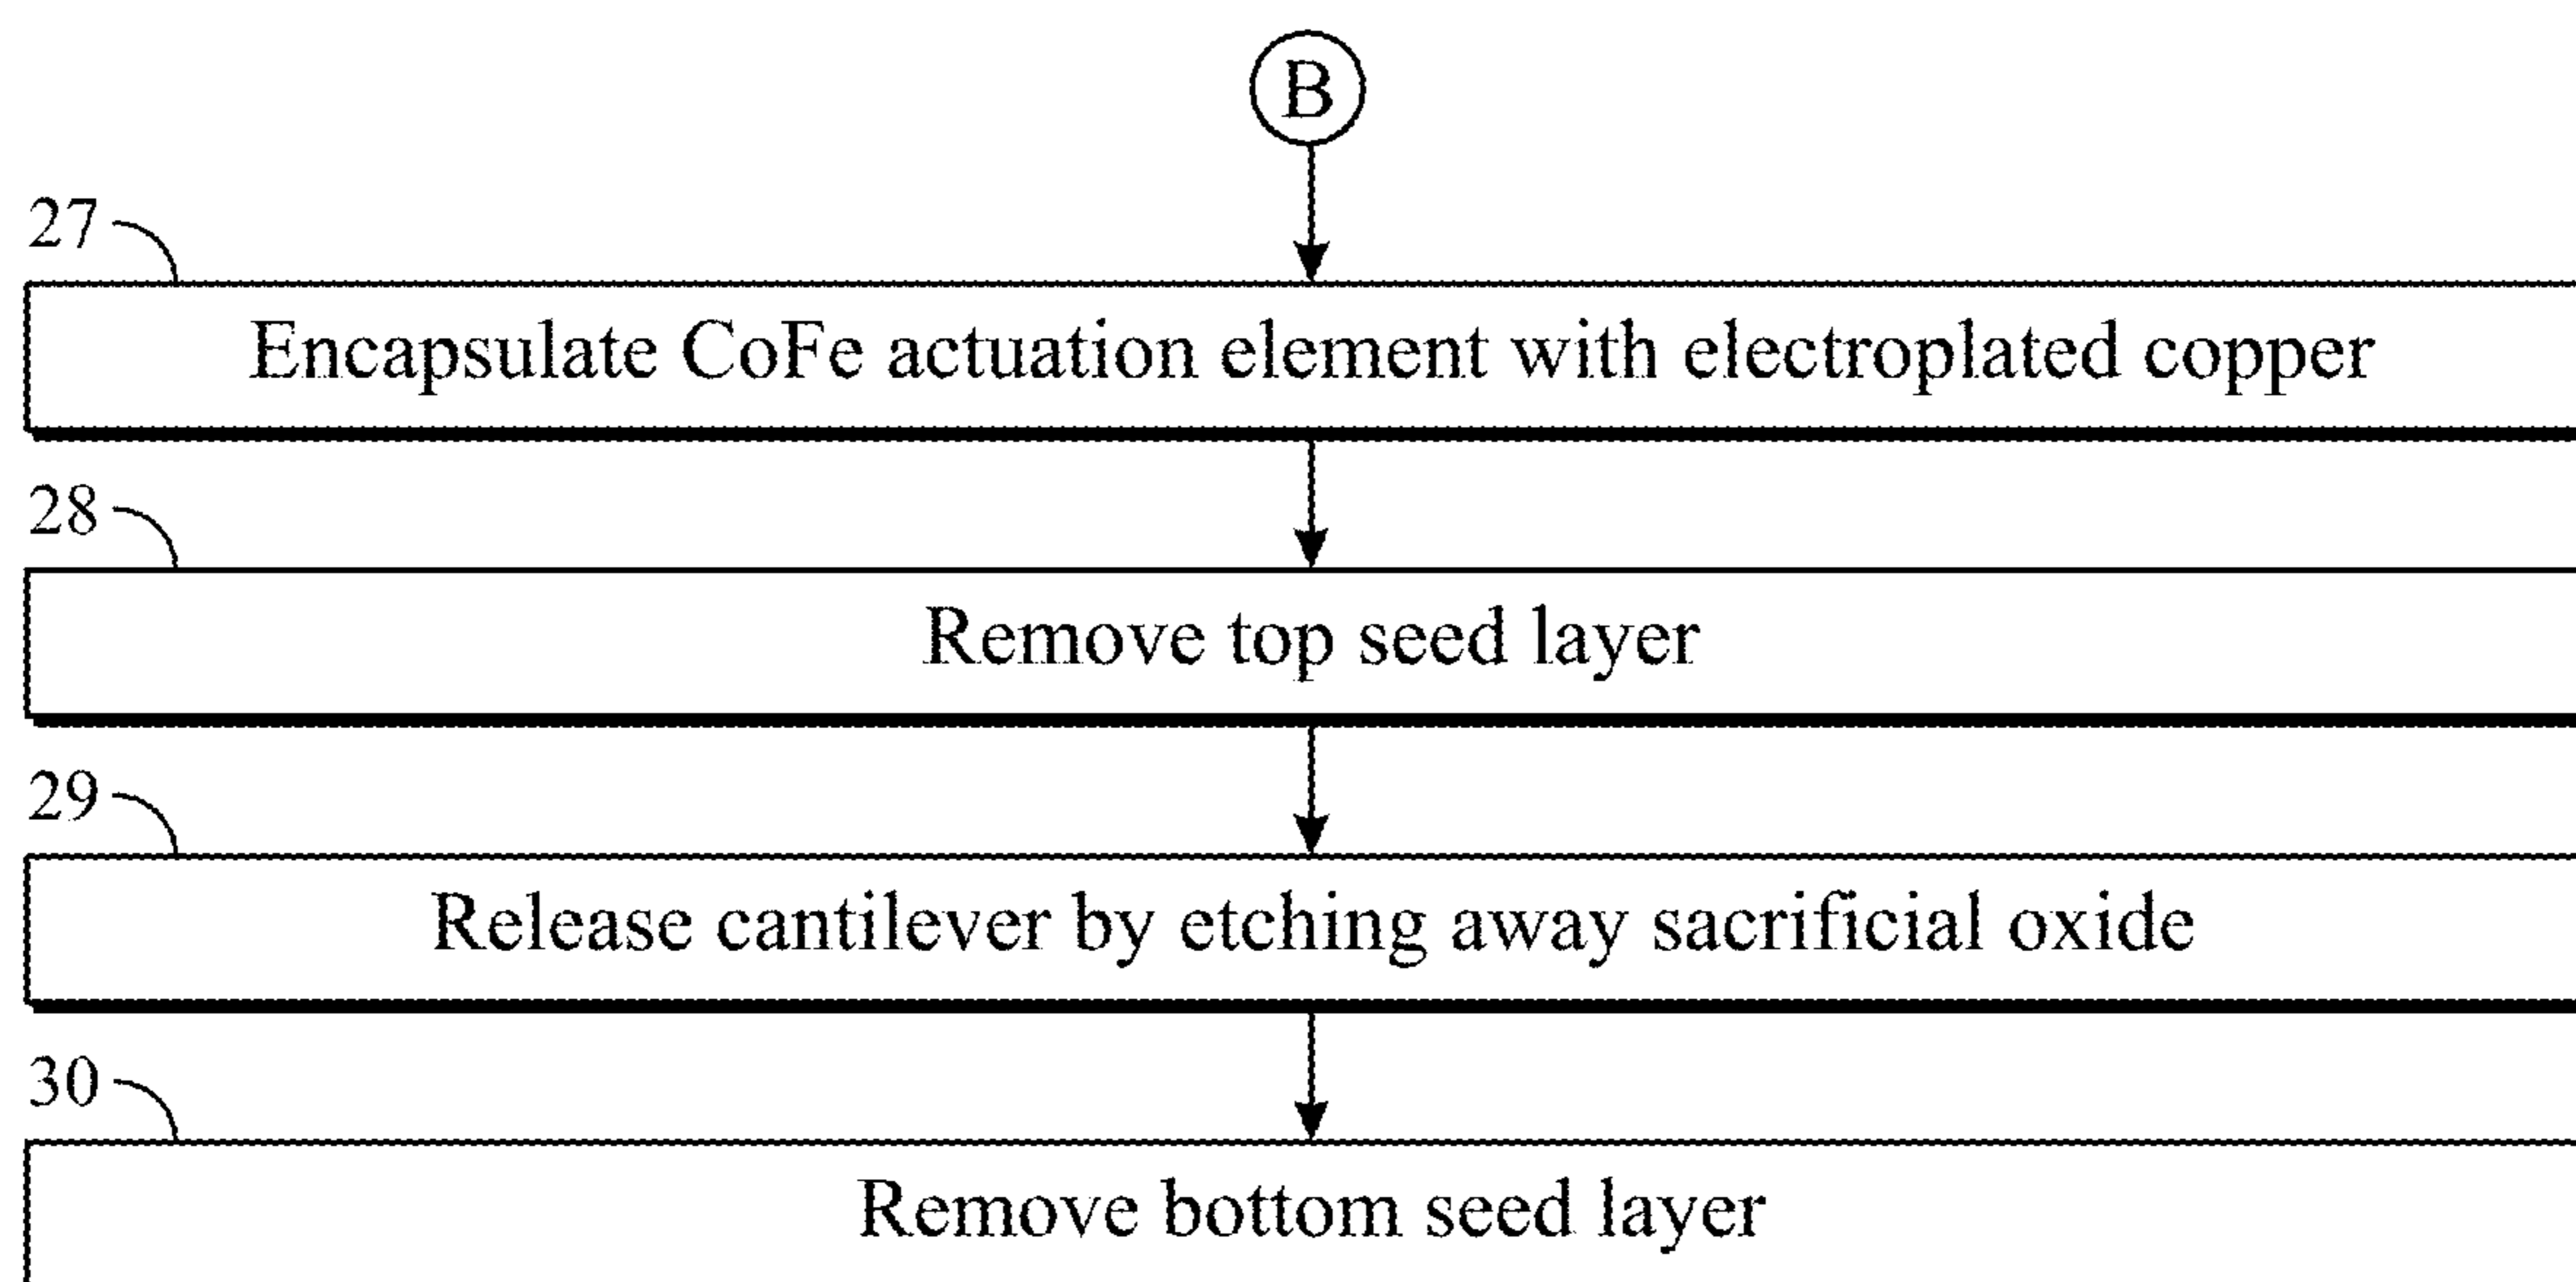 B
27
Encapsulate CoFe actuation element with electroplated copper
28
Remove top seed layer
29
Release cantilever by etching away sacrificial oxide
30
Remove bottom seed layer